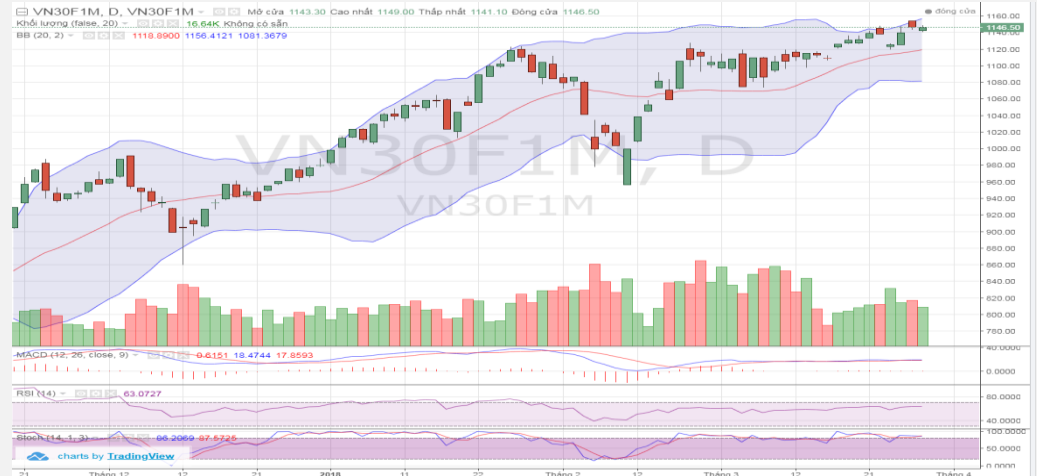 VN30F1M, D, VN30F1M Mở cửa 1143.30 Cao nhất 1149.00 Thấp nhất 1141.10 Đóng cửa 1146.50
đóng cửa
Khối lượng (false, 20) 16.64K Không có sẵn
BB (20, 2) 1118.8900 1156.4121 1081.3679
VN30F1M, D
VN30F1M
1160.00
1146.50
1140.00
1120.00
1100.00
1080.00
1060.00
1040.00
1020.00
1000.00
980.00
960.00
940.00
920.00
900.00
880.00
860.00
840.00
820.00
800.00
780.00
MACD (12, 26, close, 9) 0.6151 18.4744 17.8593
40.0000
0.0000
RSI (14) 63.0727
80.0000
40.0000
Stoch (14, 1, 3) 86.2069 87.5725
100.0000
50.0000
0.0000
charts by TradingView
21 Tháng 12 12 21 2018 11 22 Tháng 2 12 Tháng 3 12 21 Tháng 4